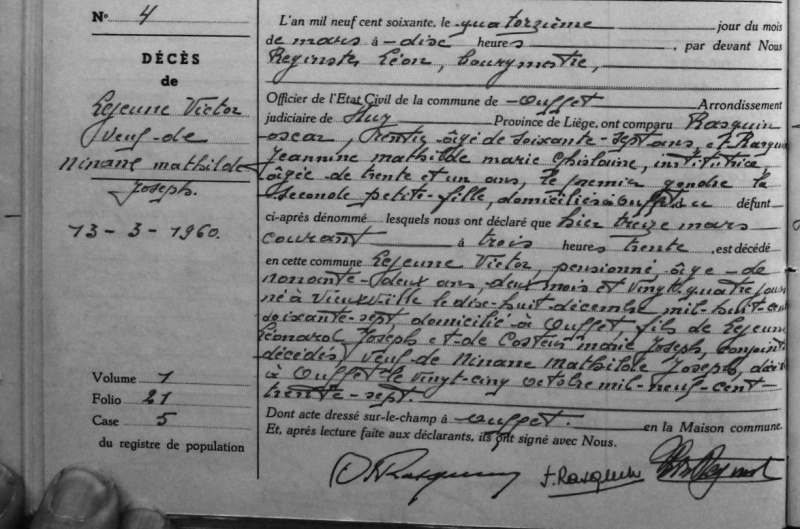 N° 4
DÉCÈS
de
Lejeune Victor
veuf de
Ninane Mathilde
Joseph.
13-3-1960.
Volume 1
Folio 21
Case 5
du registre de population
L'an mil neuf cent soixante, le quatorzième jour du mois
de mars à dix heures, par devant Nous
Reginster Léon, bourgmestre,
Officier de l'Etat Civil de la commune de Ouffet Arrondissement
judiciaire de Huy Province de Liège, ont comparu Rasquin
oscar, rentier, âgé de soixante-sept ans, et Rasquin
Jeannine Mathilde marie Ghislaine, institutrice,
âgée de trente et un ans, le premier gendre la
seconde petite-fille, domiciliés à Ouffet du défunt
ci-après dénommé lesquels nous ont déclaré que hier treize mars
courant à trois heures trente, est décédé
en cette commune Lejeune Victor, pensionné, âgé de
nonante-deux ans, deux mois et vingt quatre jours
né à Vieuxville le dix-huit décembre mil-huit-cent
soixante-sept, domicilié à Ouffet, fils de Lejeune
Léonard Joseph et de marie Joseph, conjoints
décédés, veuf de Ninane Mathilde Joseph, décédée
à Ouffet le vingt-cinq octobre mil-neuf-cent-
trente-sept
Dont acte dressé sur-le-champ à Ouffet. en la Maison commune.
Et, après lecture faite aux déclarants, ils ont signé avec Nous.
O. Rasquin J. Rasquin